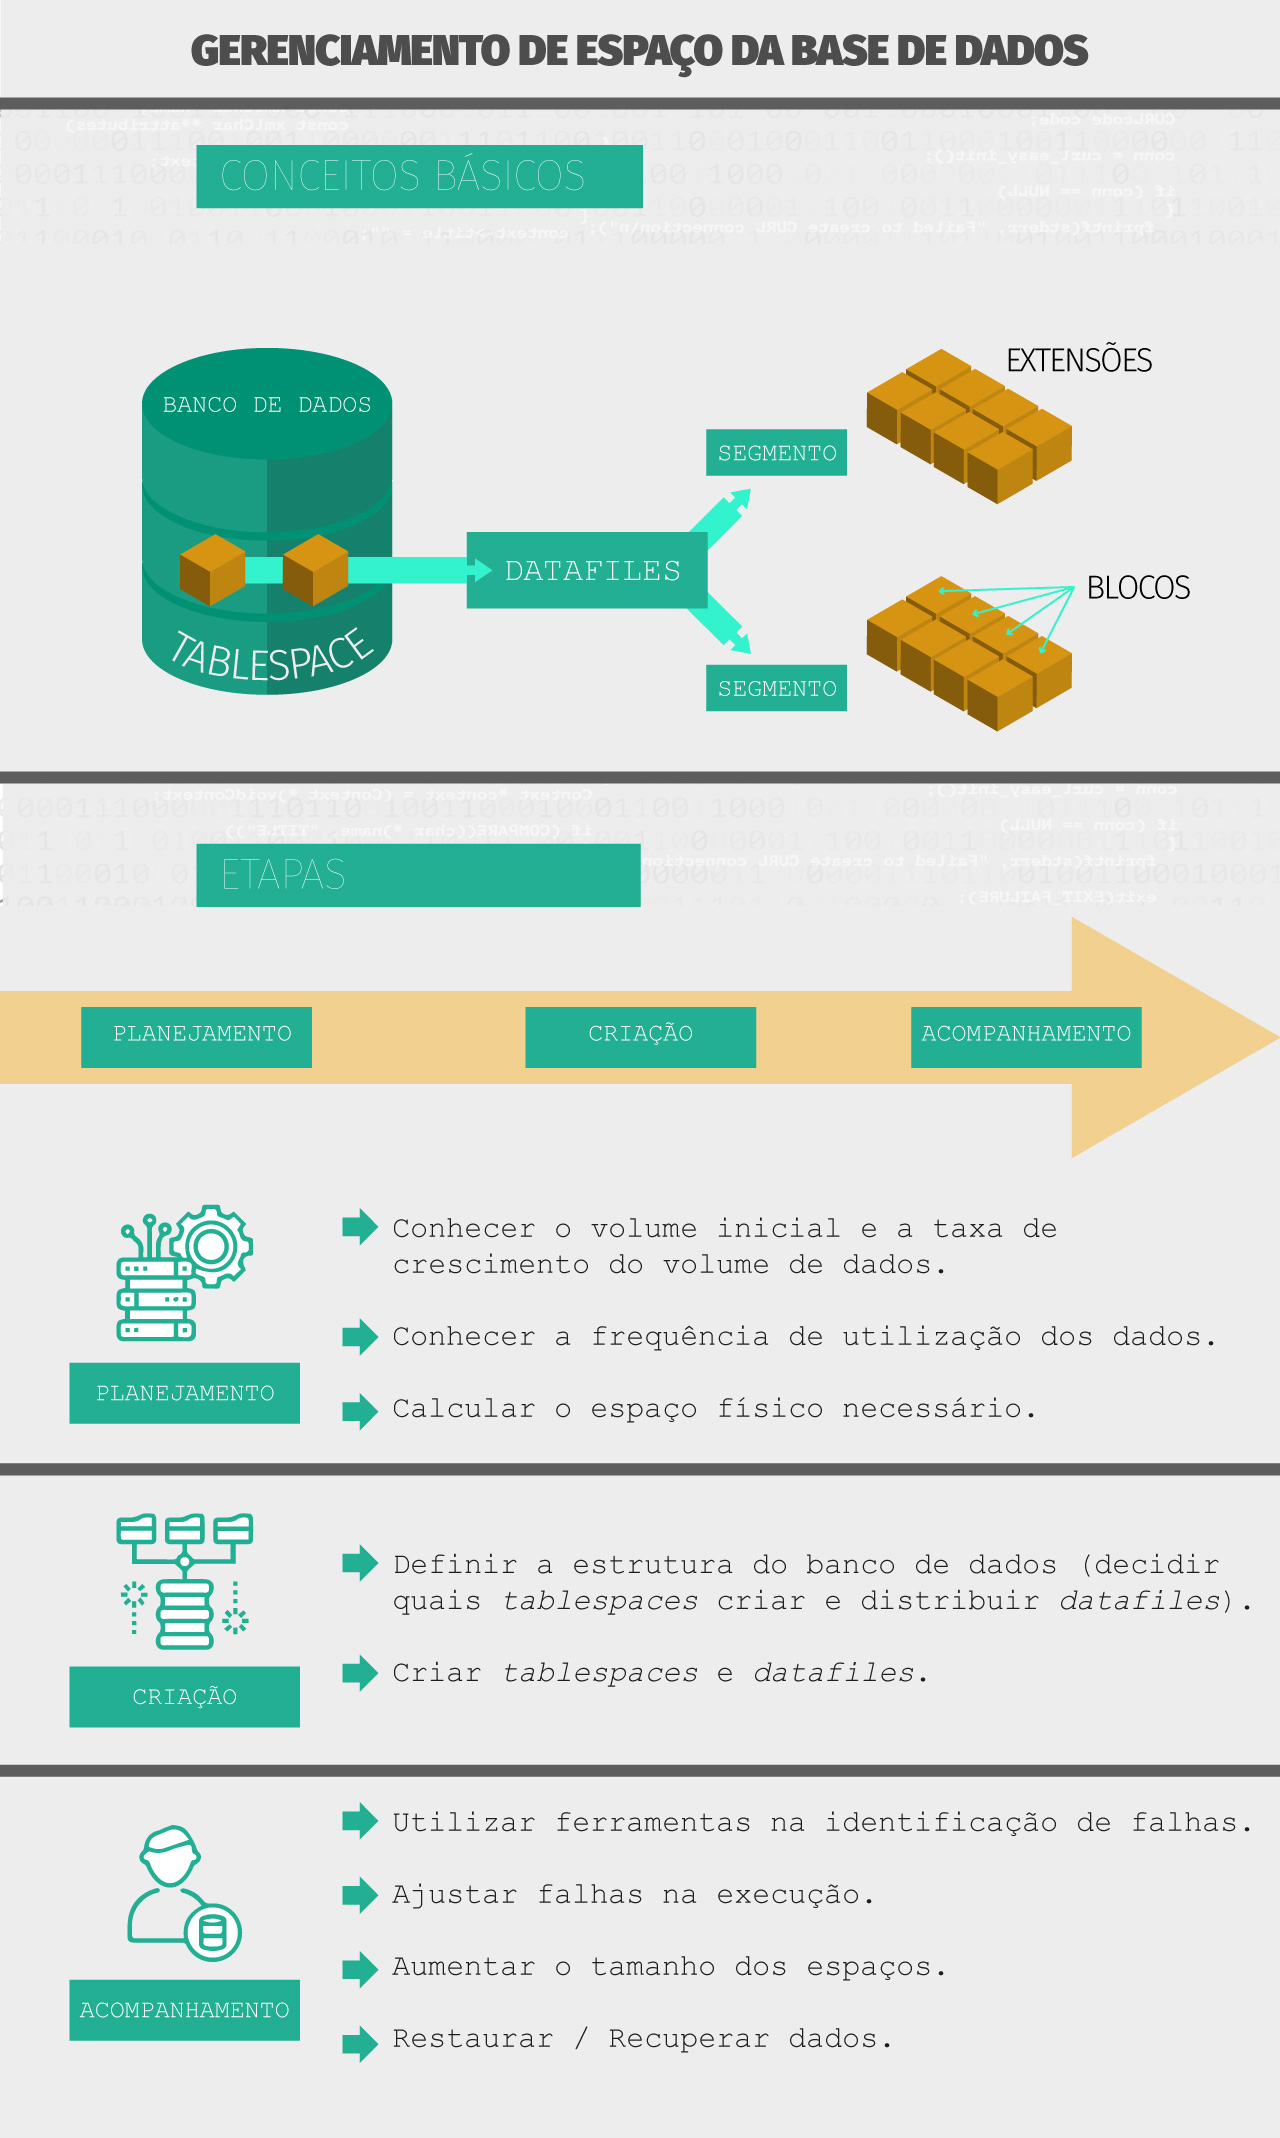 GERENCIAMENTO DE ESPAÇO DA BASE DE DADOS
CONCEITOS BÁSICOS
BANCO DE DADOS
TABLESPACE
DATAFILES
SEGMENTO
EXTENSÕES
SEGMENTO
BLOCOS
ETAPAS
PLANEJAMENTO
CRIAÇÃO
ACOMPANHAMENTO
Conhecer o volume inicial e a taxa de
crescimento do volume de dados.
Conhecer a frequência de utilização dos dados.
Calcular o espaço físico necessário.
PLANEJAMENTO
Definir a estrutura do banco de dados (decidir
quais tablespaces criar e distribuir datafiles).
Criar tablespaces e datafiles.
CRIAÇÃO
Utilizar ferramentas na identificação de falhas.
Ajustar falhas na execução.
Aumentar o tamanho dos espaços.
Restaurar / Recuperar dados.
ACOMPANHAMENTO